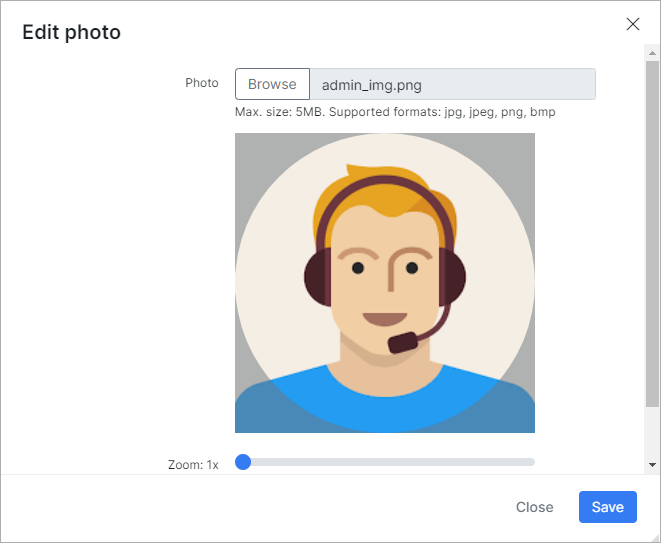 Edit photo
Photo
Browse admin_img.png
Max. size: 5MB. Supported formats: jpg, jpeg, png, bmp
Zoom: 1x
Close Save